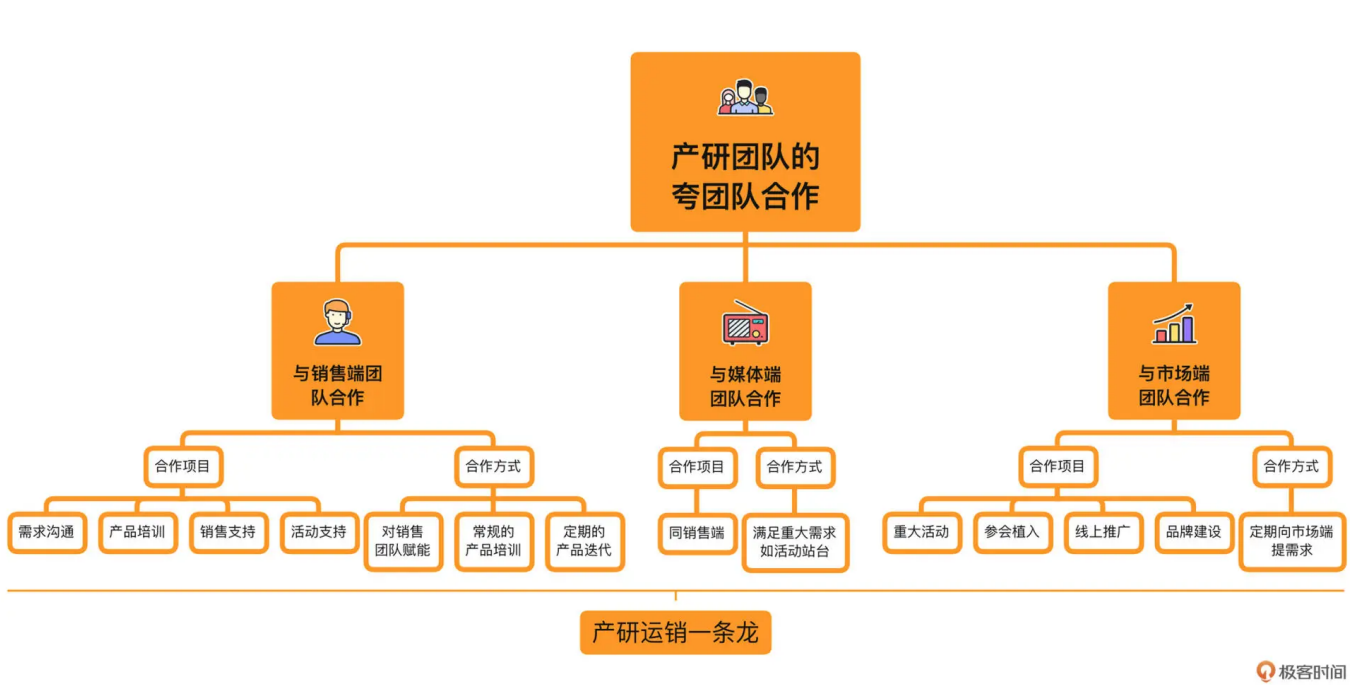 产研团队的
夸团队合作
与销售端团
队合作
与媒体端
团队合作
与市场端
团队合作
合作项目
合作方式
合作项目
合作方式
合作项目
合作方式
需求沟通
产品培训
销售支持
活动支持
对销售
团队赋能
常规的
产品培训
定期的
产品迭代
同销售端
满足重大需求
如活动站台
重大活动
参会植入
线上推广
品牌建设
定期向市场端
提需求
产研运销一条龙
极客时间